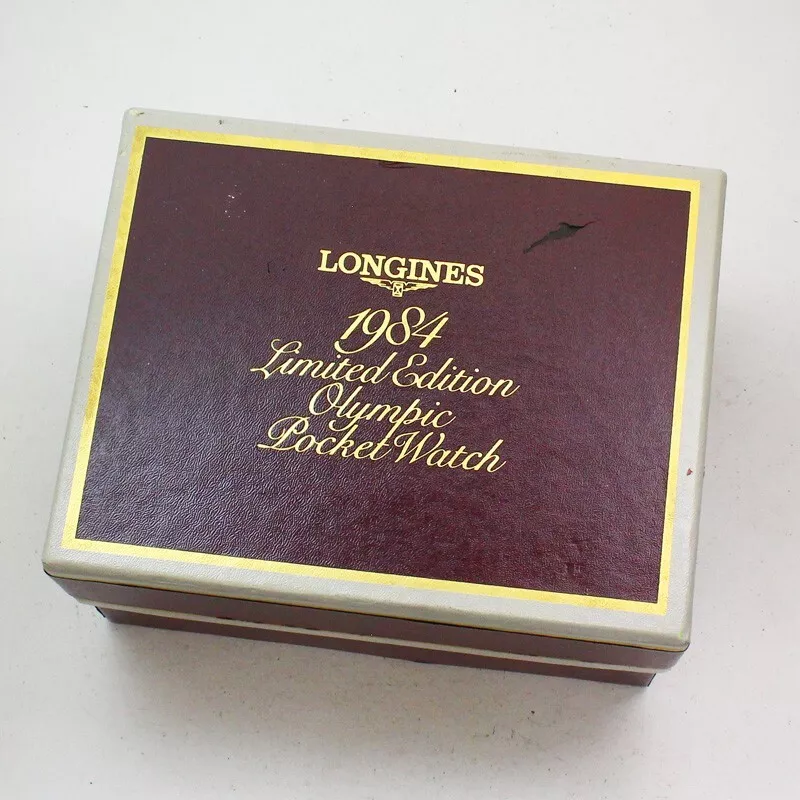 LONGINES
1984
Limited Edition
Olympic
Pocket Watch